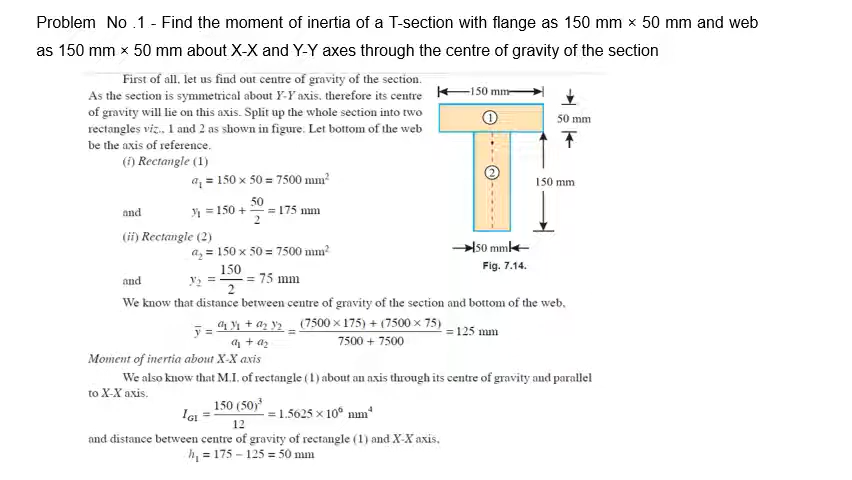 Problem No .1 - Find the moment of inertia of a T-section with flange as 150 mm × 50 mm and web
as 150 mm × 50 mm about X-X and Y-Y axes through the centre of gravity of the section
First of all, let us find out centre of gravity of the section.
As the section is symmetrical about Y-Y axis, therefore its centre
of gravity will lie on this axis. Split up the whole section into two
rectangles viz., 1 and 2 as shown in figure. Let bottom of the web
be the axis of reference.
(i) Rectangle (1)
a₁ = 150 × 50 = 7500 mm²
and y₁ = 150 + 50/2 = 175 mm
(ii) Rectangle (2)
a₂ = 150 × 50 = 7500 mm²
and y₂ = 150/2 = 75 mm
150 mm
1
50 mm
2
150 mm
50 mm
Fig. 7.14.
We know that distance between centre of gravity of the section and bottom of the web,
ȳ = (a₁ y₁ + a₂ y₂)/(a₁ + a₂) = ((7500 × 175) + (7500 × 75))/(7500 + 7500) = 125 mm
Moment of inertia about X-X axis
We also know that M.I. of rectangle (1) about an axis through its centre of gravity and parallel
to X-X axis.
I_G1 = 150 (50)³/12 = 1.5625 × 10⁶ mm⁴
and distance between centre of gravity of rectangle (1) and X-X axis,
h₁ = 175 – 125 = 50 mm